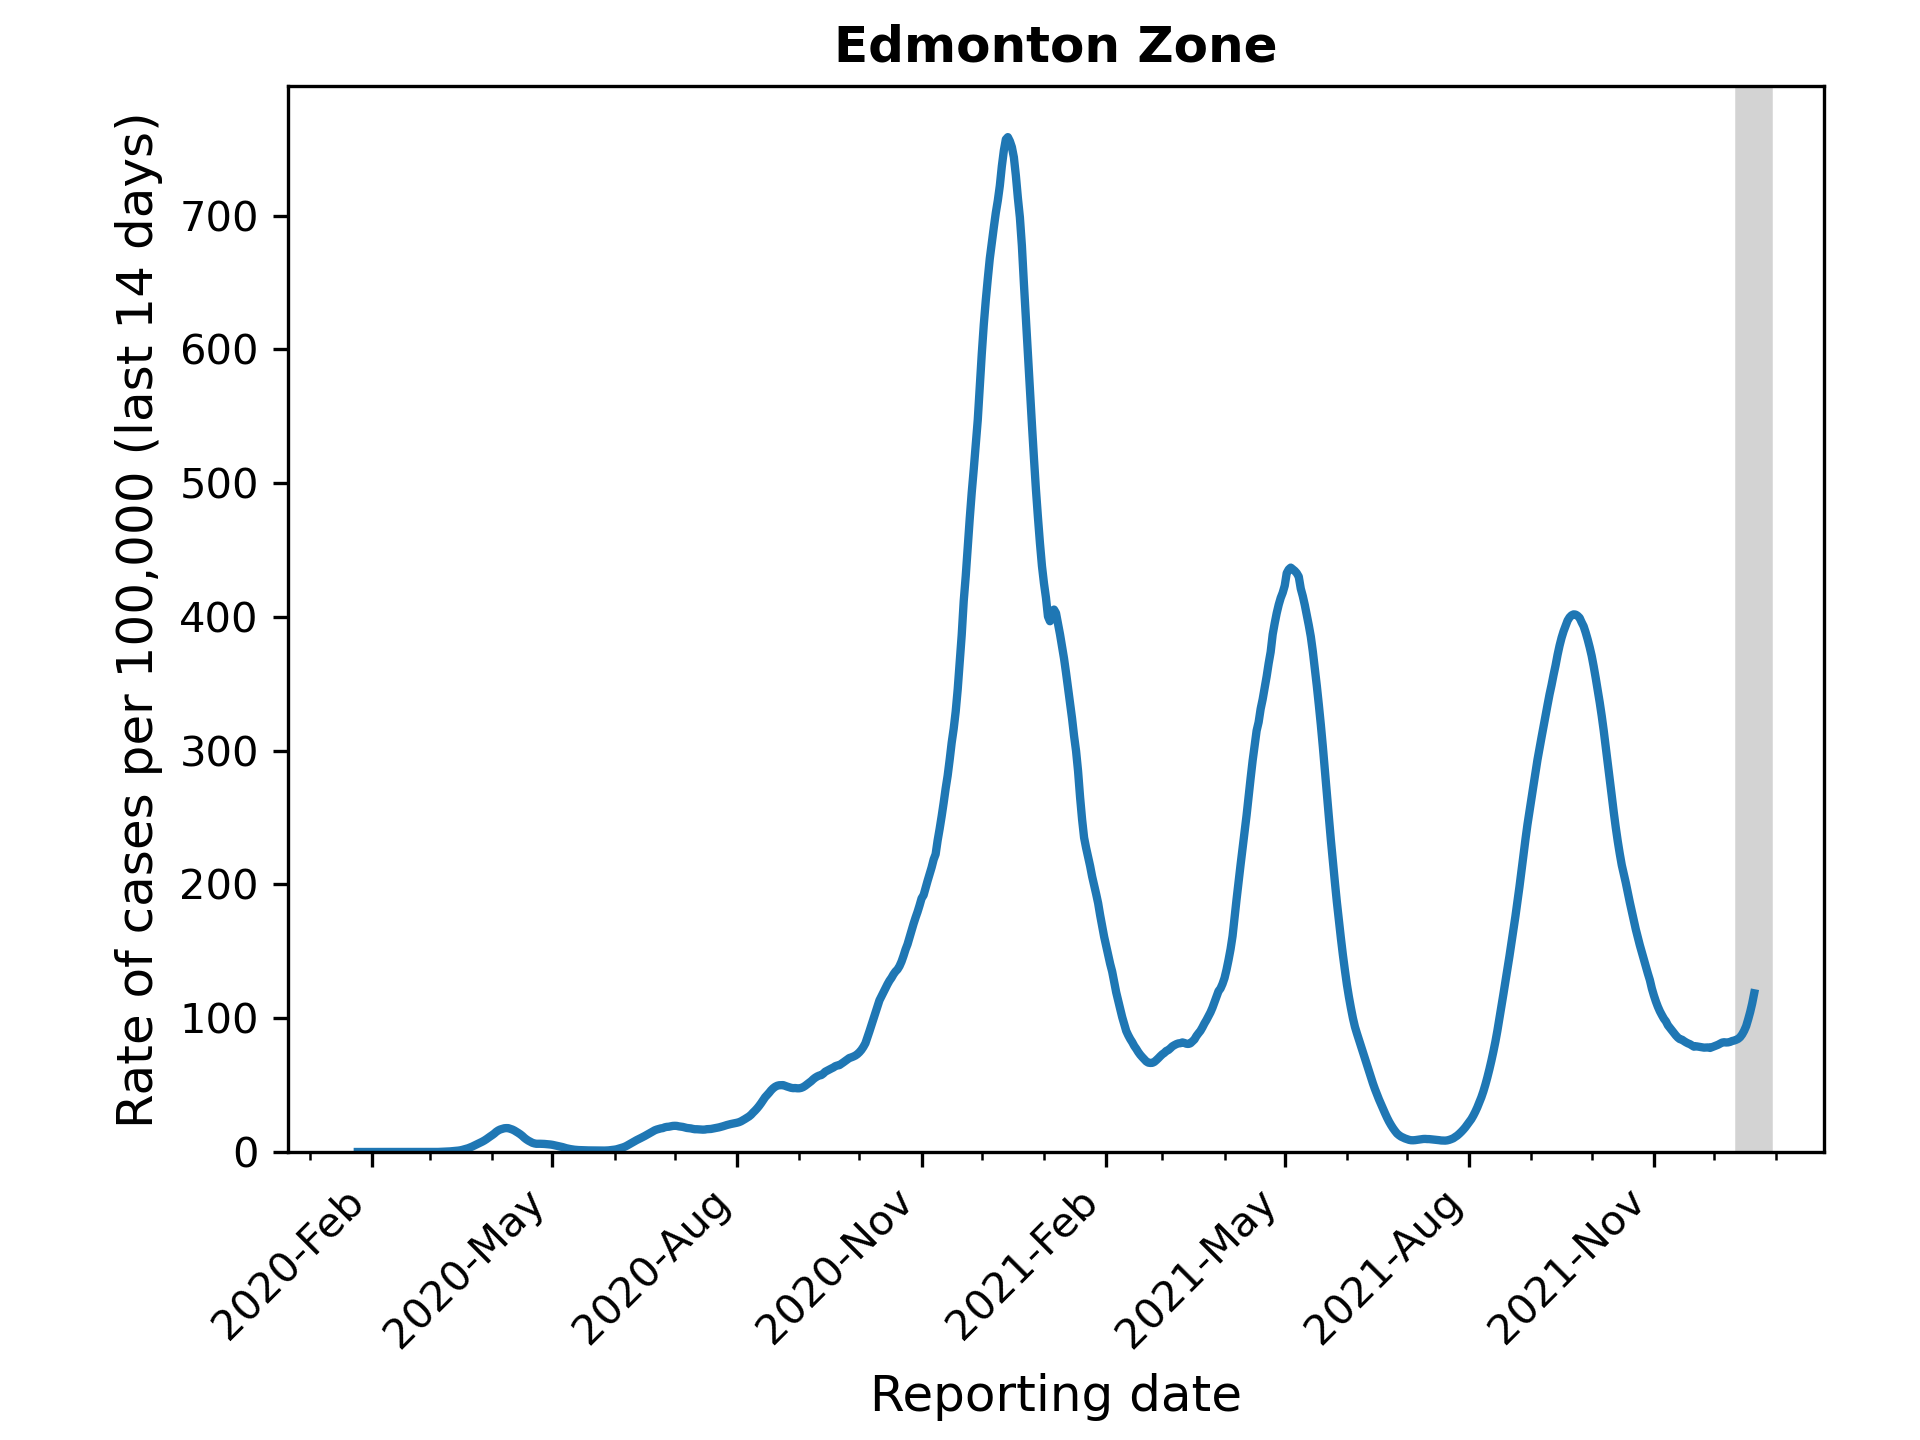 Edmonton Zone
Rate of cases per 100,000 (last 14 days)
700
600
500
400
300
200
100
0
2020-Feb
2020-May
2020-Aug
2020-Nov
2021-Feb
2021-May
2021-Aug
2021-Nov
Reporting date